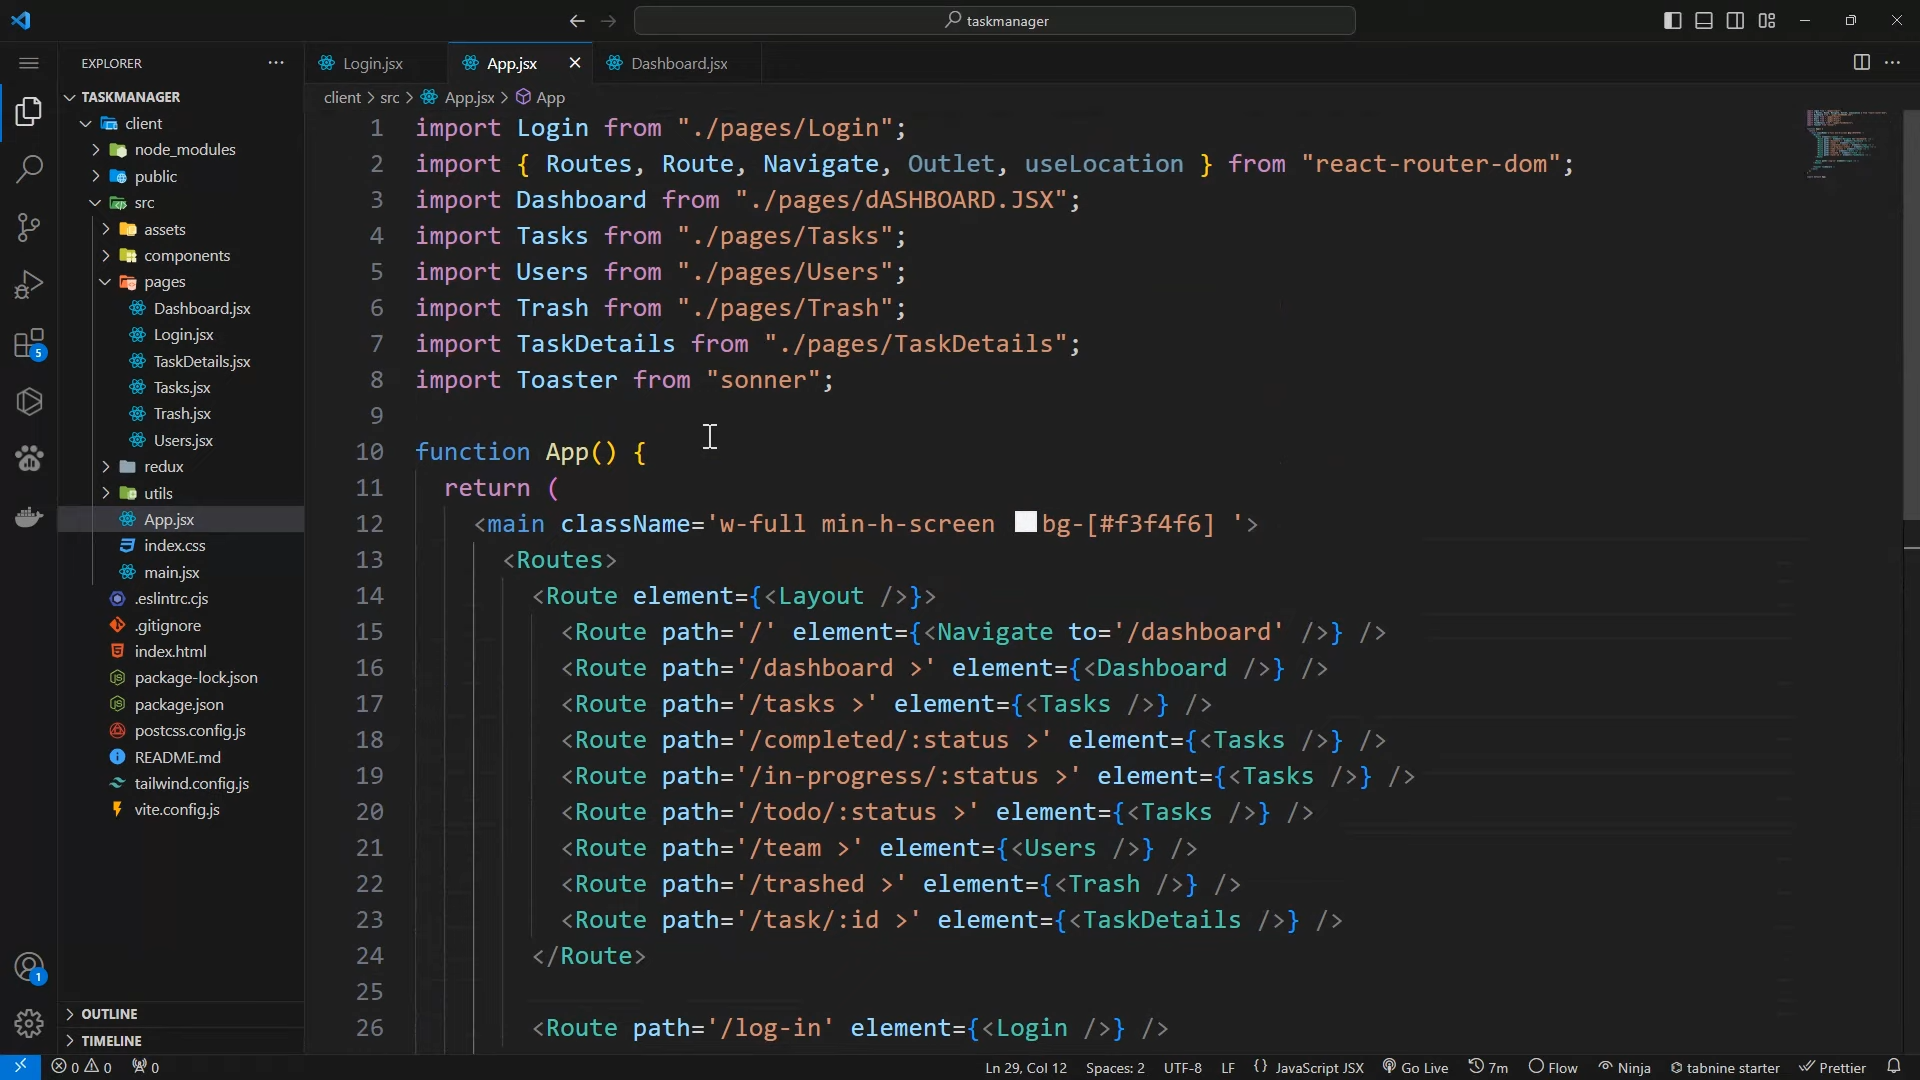 taskmanager
EXPLORER
Login.jsx
App.jsx
Dashboard.jsx
client > src > App.jsx > App
TASKMANAGER
client
node_modules
public
src
assets
components
pages
Dashboard.jsx
Login.jsx
TaskDetails.jsx
Tasks.jsx
Trash.jsx
Users.jsx
redux
utils
App.jsx
index.css
main.jsx
.eslintrc.cjs
.gitignore
index.html
package-lock.json
package.json
postcss.config.js
README.md
tailwind.config.js
vite.config.js
OUTLINE
TIMELINE
5
1
1 import Login from "./pages/Login";
2 import { Routes, Route, Navigate, Outlet, useLocation } from "react-router-dom";
3 import Dashboard from "./pages/dASHBOARD.JSX";
4 import Tasks from "./pages/Tasks";
5 import Users from "./pages/Users";
6 import Trash from "./pages/Trash";
7 import TaskDetails from "./pages/TaskDetails";
8 import Toaster from "sonner";
9
10 function App() {
11 return (
12 <main className='w-full min-h-screen bg-[#f3f4f6] '>
13 <Routes>
14 <Route element={<Layout />}>
15 <Route path='/' element={<Navigate to='/dashboard' />} />
16 <Route path='/dashboard >' element={<Dashboard />} />
17 <Route path='/tasks >' element={<Tasks />} />
18 <Route path='/completed/:status >' element={<Tasks />} />
19 <Route path='/in-progress/:status >' element={<Tasks />} />
20 <Route path='/todo/:status >' element={<Tasks />} />
21 <Route path='/team >' element={<Users />} />
22 <Route path='/trashed >' element={<Trash />} />
23 <Route path='/task/:id >' element={<TaskDetails />} />
24 </Route>
25
26 <Route path='/log-in' element={<Login />} />
0 0 0 Ln 29, Col 12 Spaces: 2 UTF-8 LF {} JavaScript JSX Go Live 7m Flow Ninja tabnine starter Prettier